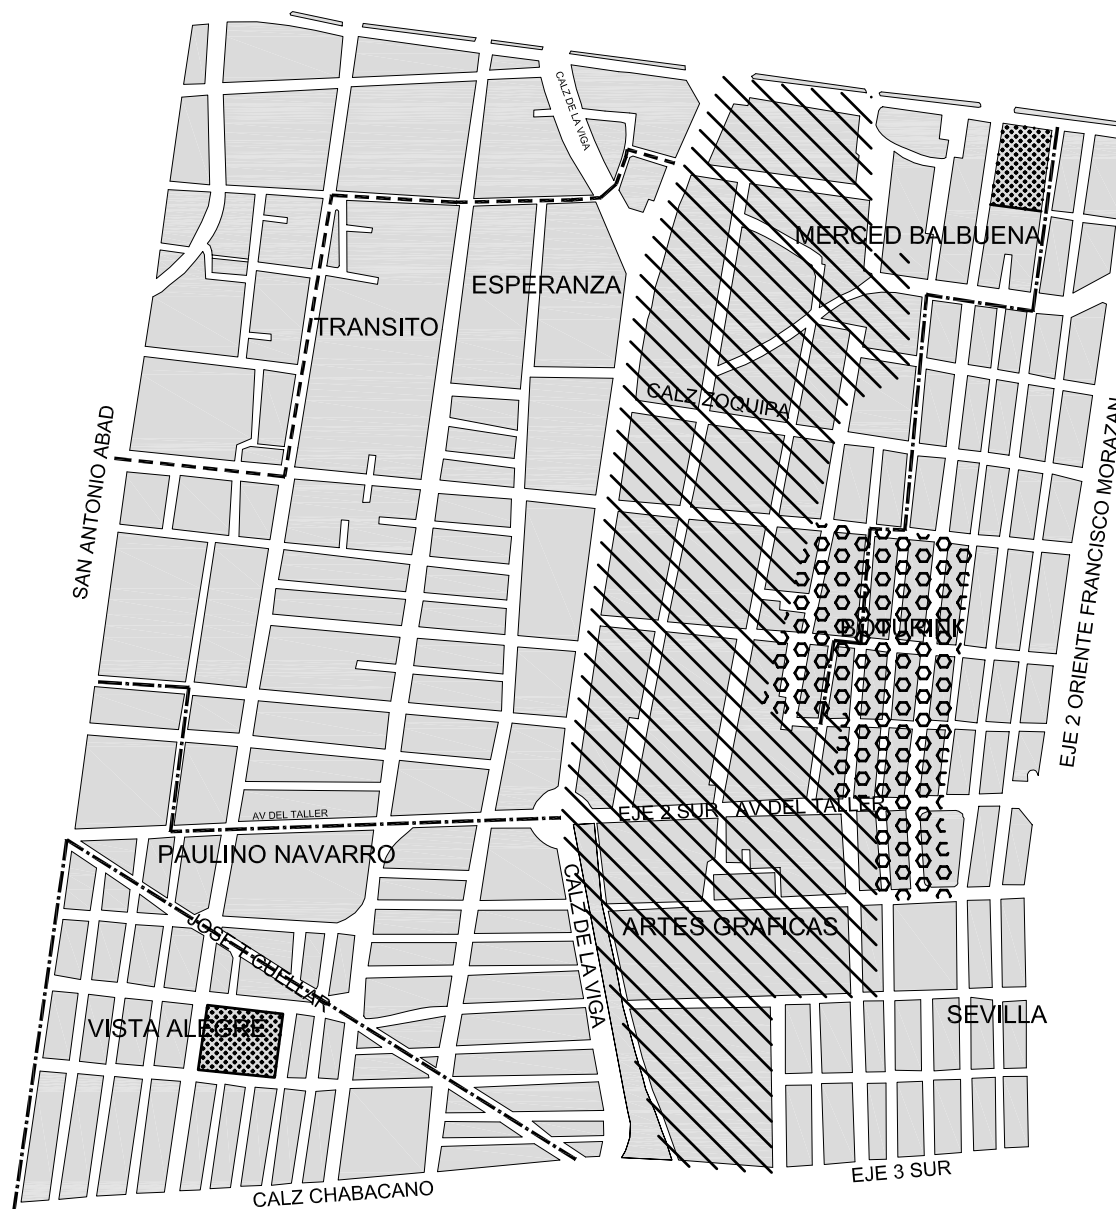 CALZ DE LA VIGA
MERCED BALBUENA
ESPERANZA
TRANSITO
CALZ ZOQUIPA
SAN ANTONIO ABAD
EJE 2 ORIENTE FRANCISCO MORAZAN
AV DEL TALLER
EJE 2 SUR AV DEL TALLER
PAULINO NAVARRO
CALZ DE LA VIGA
ARTES GRAFICAS
VISTA ALEGRE
SEVILLA
EJE 3 SUR
CALZ CHABACANO